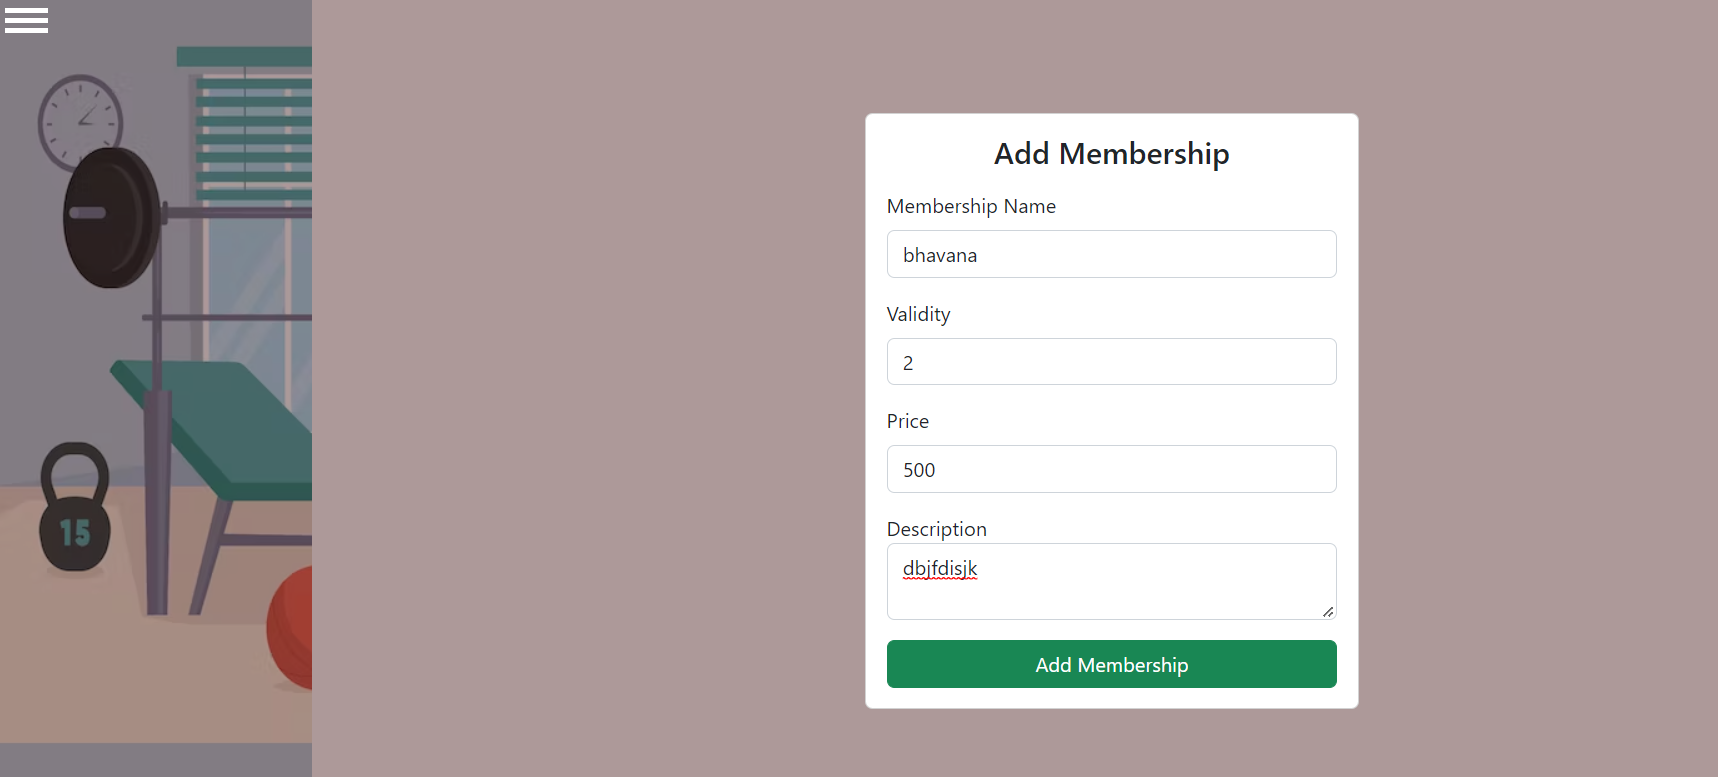 Add Membership
Membership Name
bhavana
Validity
2
Price
500
Description
dbjfdisjk
Add Membership
15